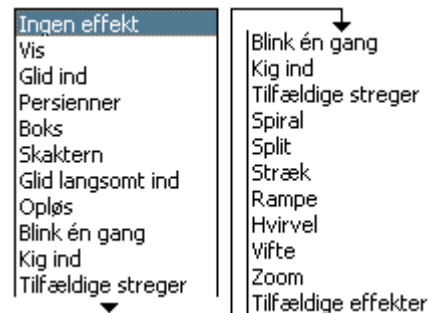 Ingen effekt
Vis
Glid ind
Persienner
Boks
Skaktern
Glid langsomt ind
Opløs
Blink én gang
Kig ind
Tilfældige streger
Blink én gang
Kig ind
Tilfældige streger
Spiral
Split
Stræk
Rampe
Hvirvel
Vifte
Zoom
Tilfældige effekter